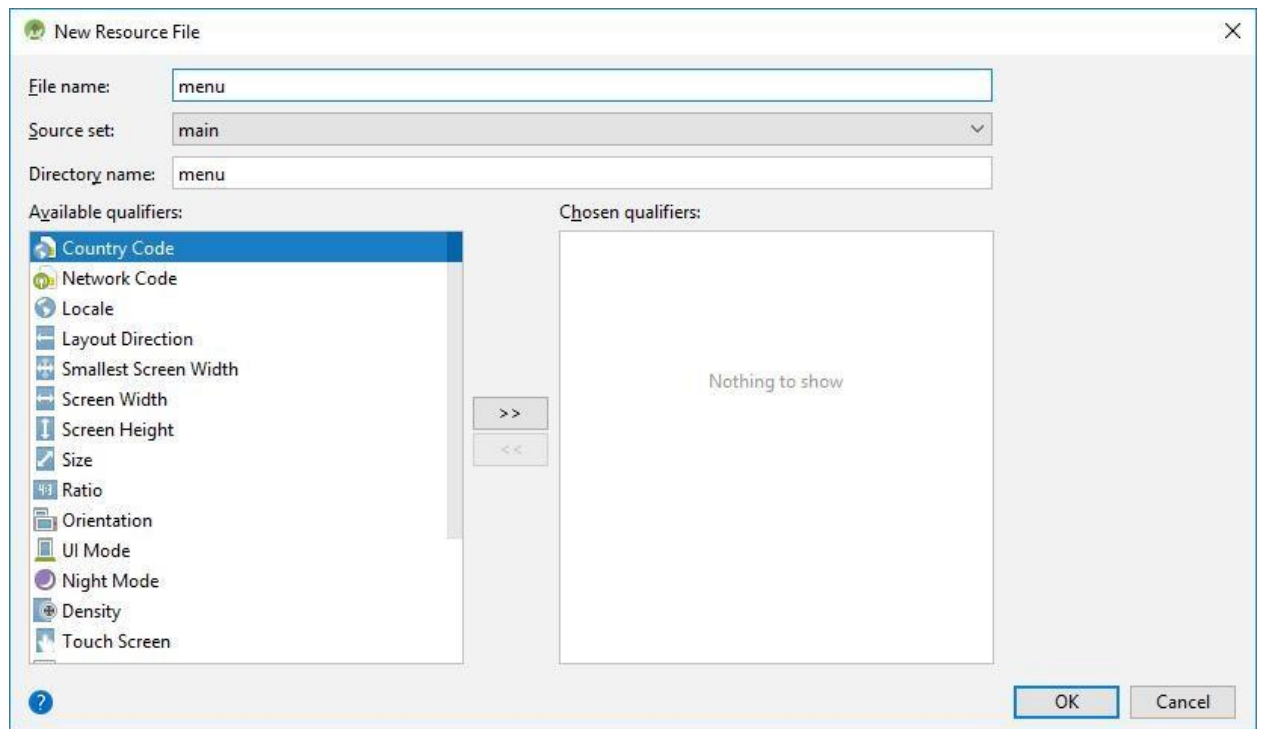 New Resource File
File name: menu
Source set: main
Directory name: menu
Available qualifiers:
Chosen qualifiers:
Country Code
Network Code
Locale
Layout Direction
Smallest Screen Width
Screen Width
Screen Height
Size
4:3 Ratio
Orientation
UI Mode
Night Mode
Density
Touch Screen
>>
<<
Nothing to show
?
OK
Cancel